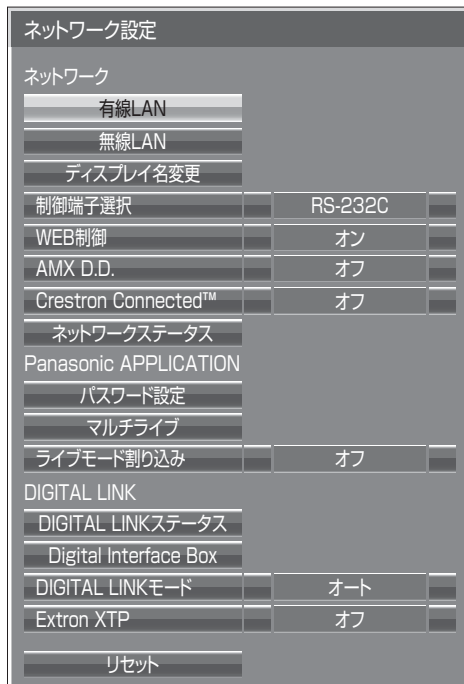 ネットワーク設定
ネットワーク
有線LAN
無線LAN
ディスプレイ名変更
制御端子選択 RS-232C
WEB制御 オン
AMX D.D. オフ
Crestron Connected™ オフ
ネットワークステータス
Panasonic APPLICATION
パスワード設定
マルチライブ
ライブモード割り込み オフ
DIGITAL LINK
DIGITAL LINKステータス
Digital Interface Box
DIGITAL LINKモード オート
Extron XTP オフ
リセット